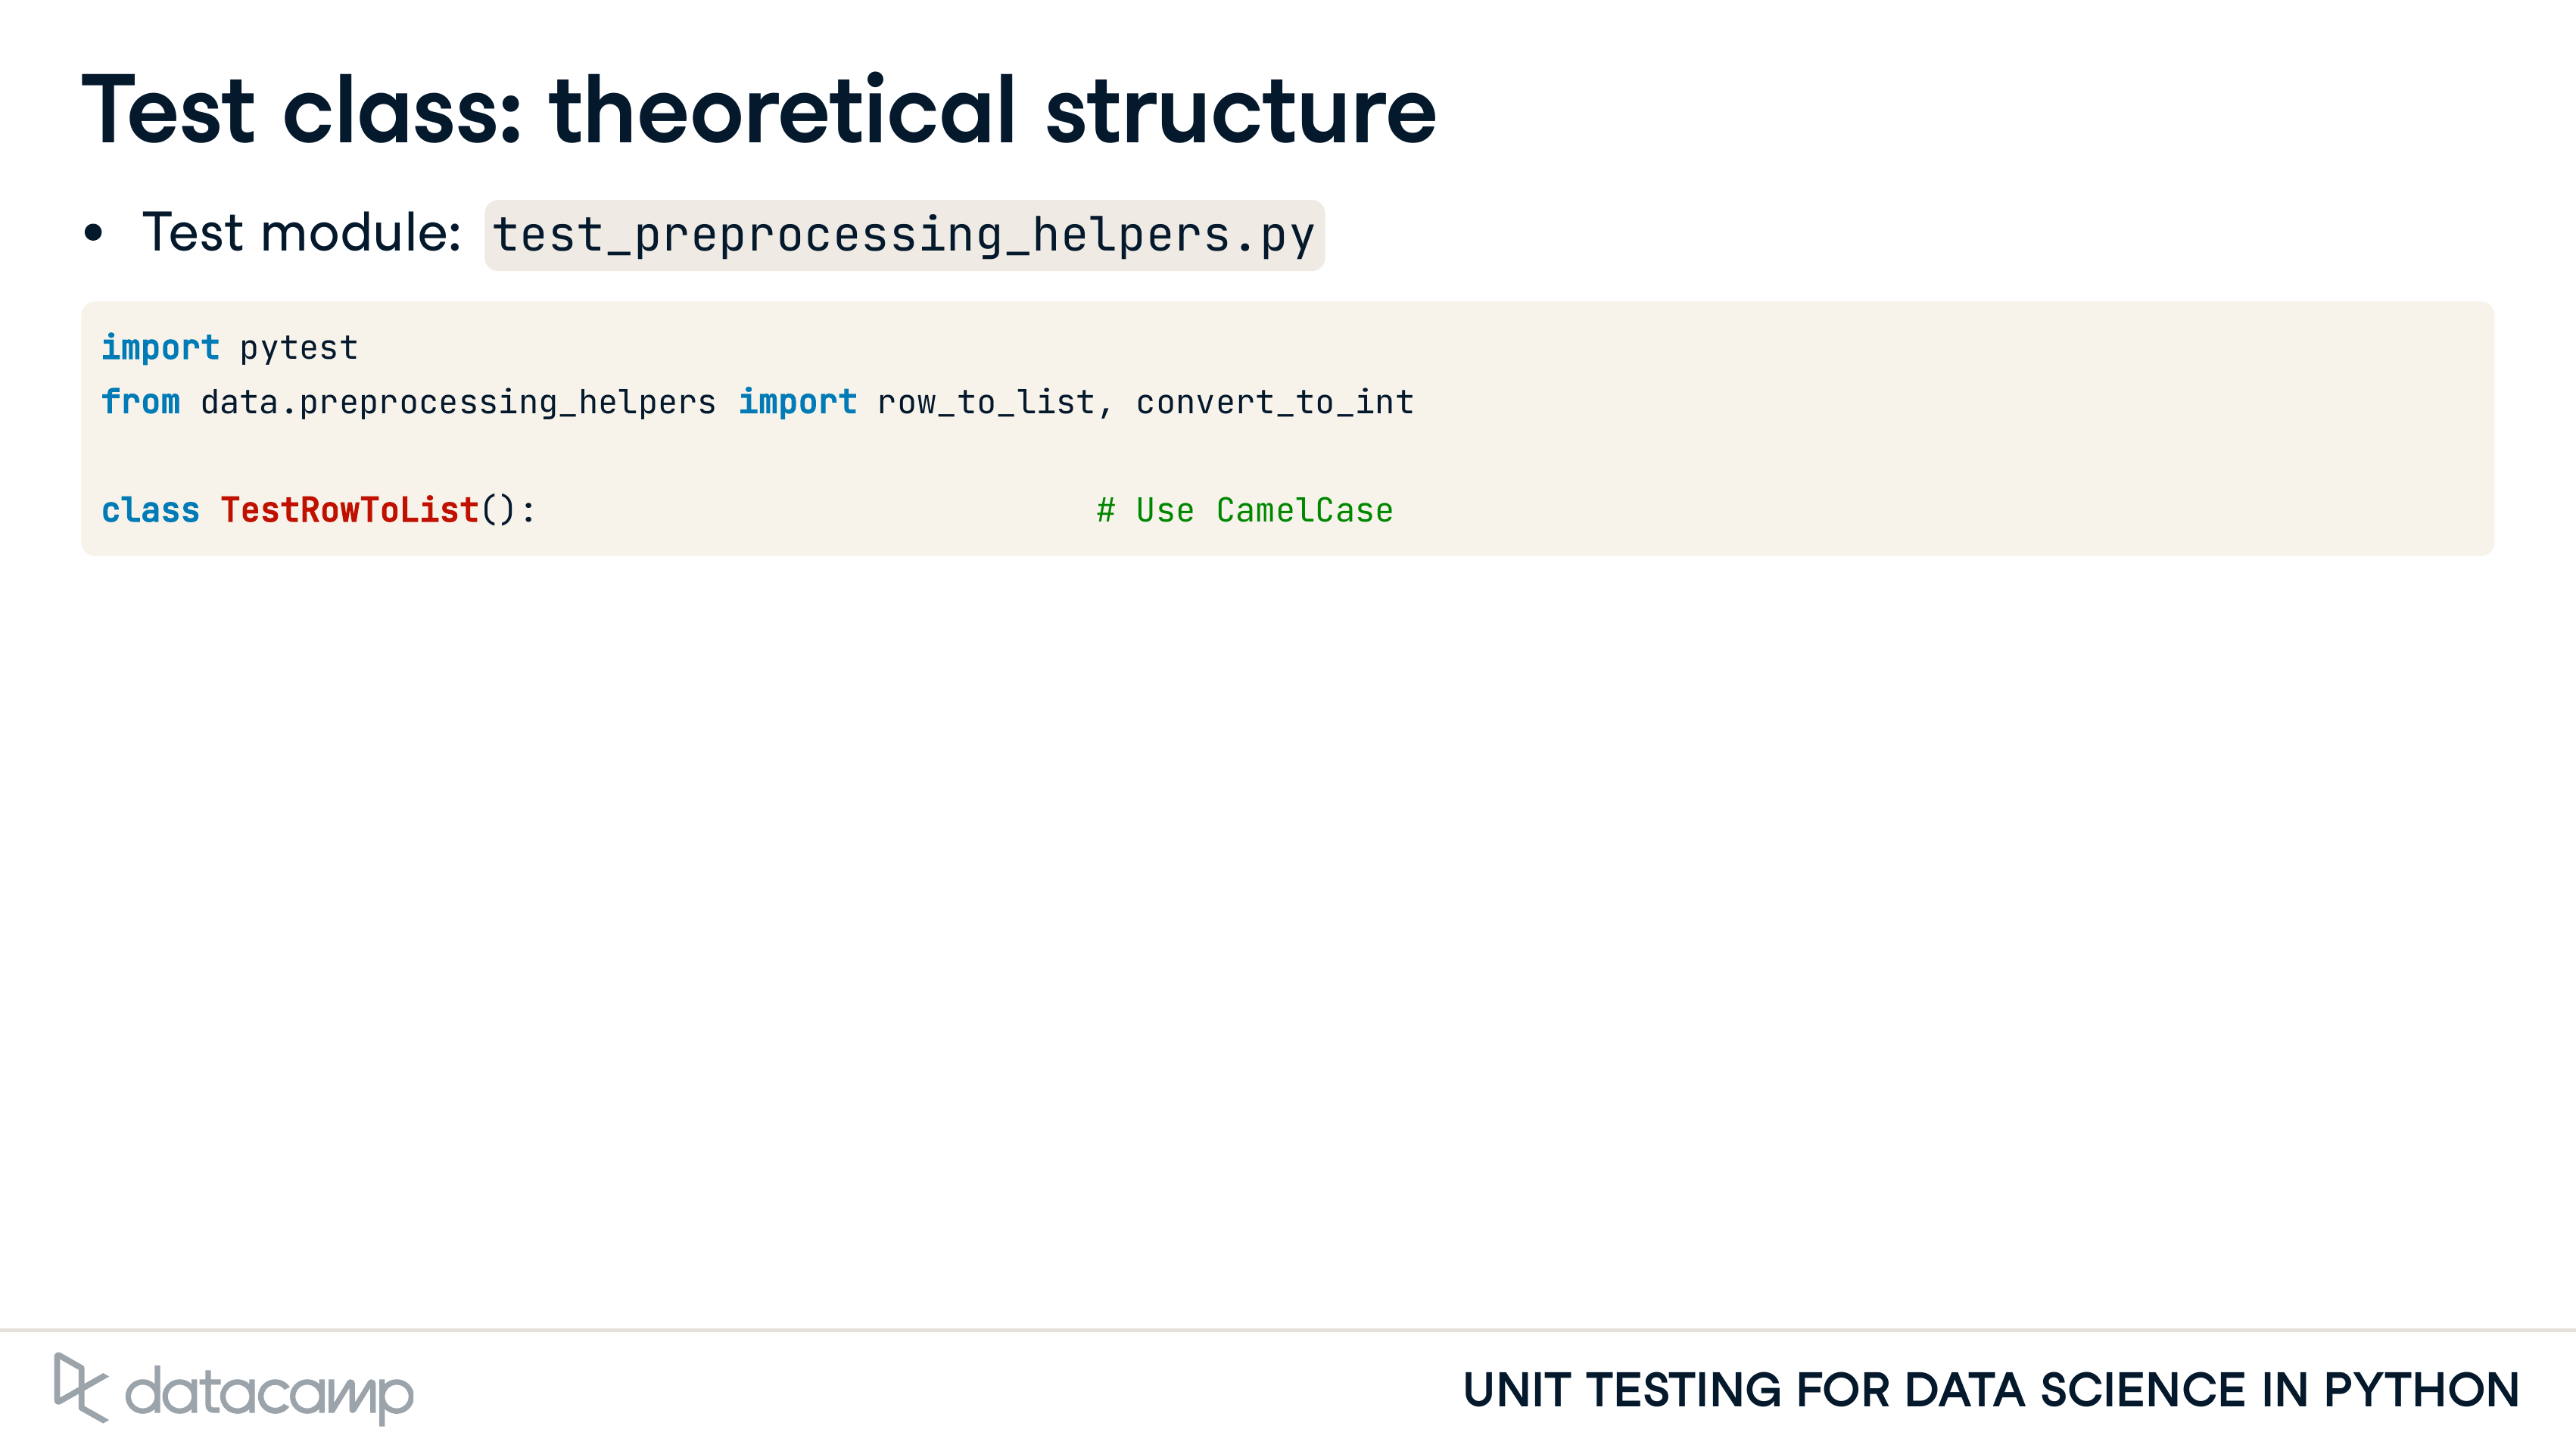 Test class: theoretical structure
• Test module: test_preprocessing_helpers.py
import pytest
from data.preprocessing_helpers import row_to_list, convert_to_int
class TestRowToList():                            # Use CamelCase
datacamp
UNIT TESTING FOR DATA SCIENCE IN PYTHON